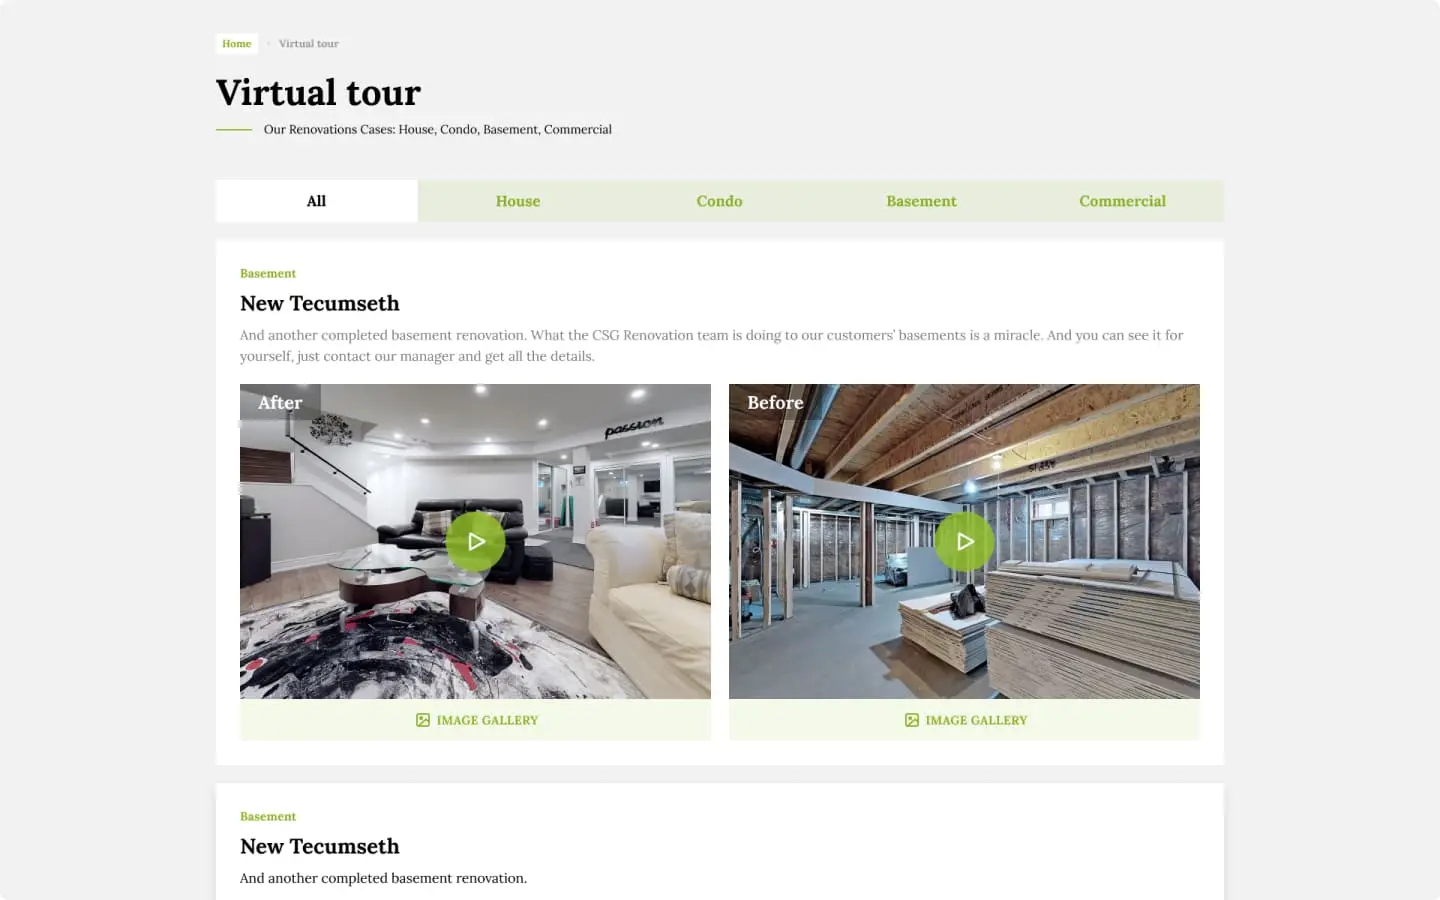 Home · Virtual tour
Virtual tour
Our Renovations Cases: House, Condo, Basement, Commercial
All House Condo Basement Commercial
Basement
New Tecumseth
And another completed basement renovation. What the CSG Renovation team is doing to our customers’ basements is a miracle. And you can see it for
yourself, just contact our manager and get all the details.
After
passion
Before
IMAGE GALLERY
IMAGE GALLERY
Basement
New Tecumseth
And another completed basement renovation.